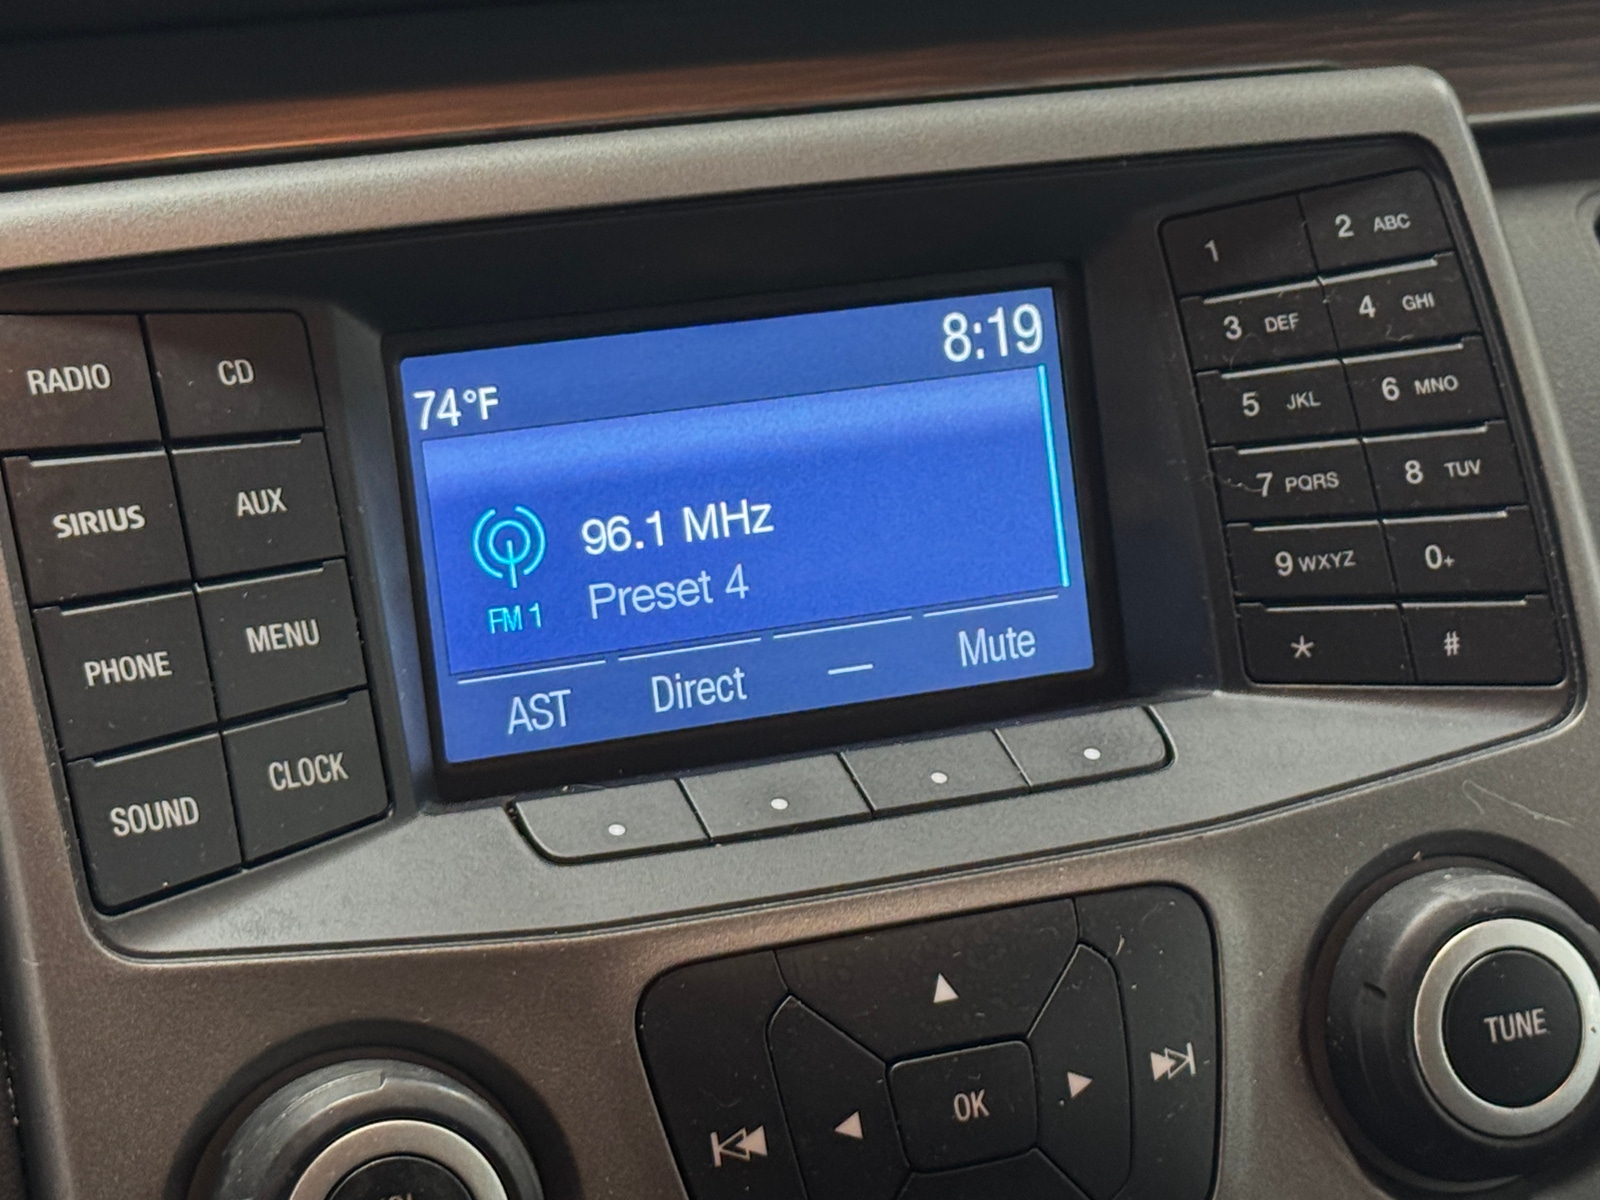 8:19
74°F
96.1 MHz
Preset 4
FM 1
AST Direct — Mute
RADIO CD
SIRIUS AUX
PHONE MENU
SOUND CLOCK
1 2 ABC
3 DEF 4 GHI
5 JKL 6 MNO
7 PQRS 8 TUV
9 WXYZ 0+
* #
OK
TUNE